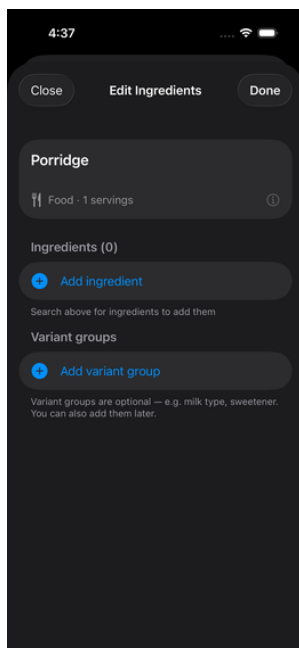 4:37
Close
Edit Ingredients
Done
Porridge
Food · 1 servings
Ingredients (0)
Add ingredient
Search above for ingredients to add them
Variant groups
Add variant group
Variant groups are optional — e.g. milk type, sweetener.
You can also add them later.